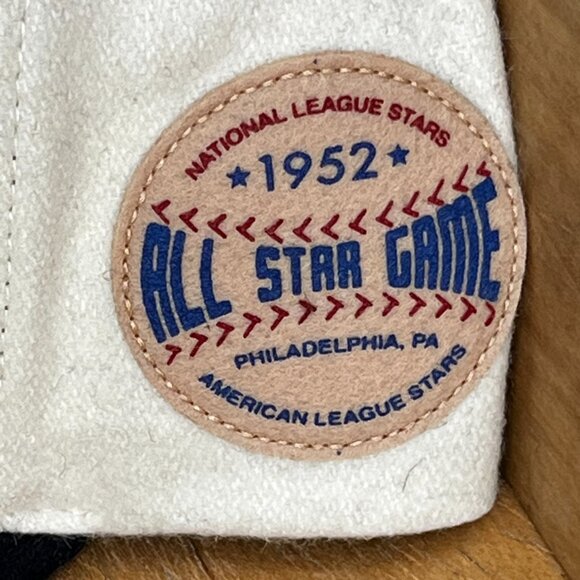 NATIONAL LEAGUE STARS
1952
ALL STAR GAME
PHILADELPHIA, PA
AMERICAN LEAGUE STARS